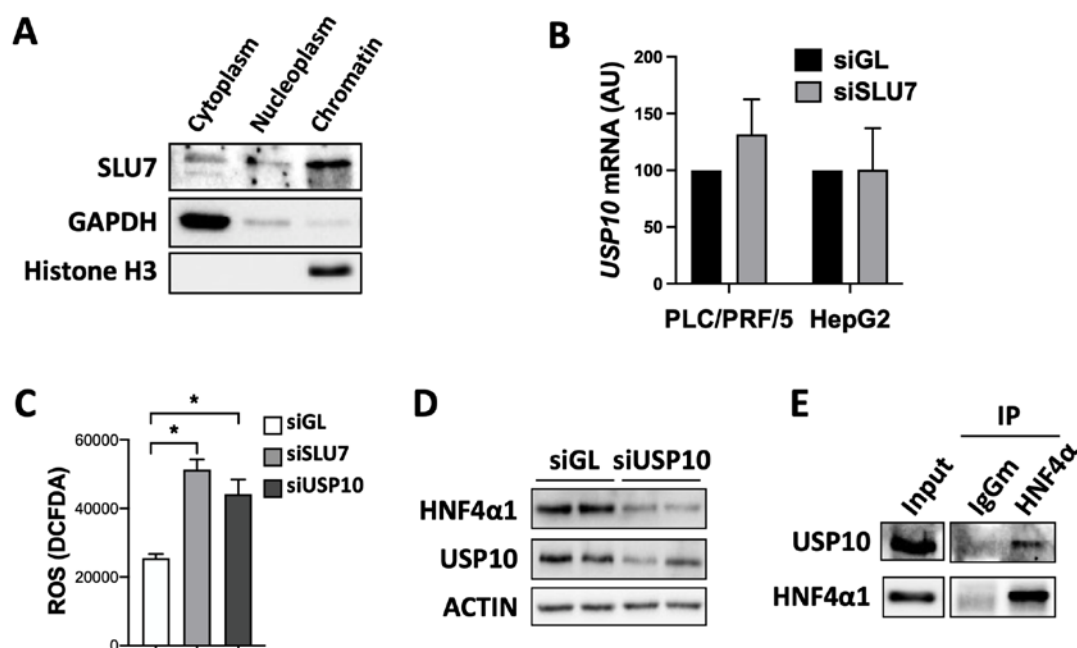 A
Cytoplasm
Nucleoplasm
Chromatin
SLU7
GAPDH
Histone H3
B
USP10 mRNA (AU)
200
150
100
50
0
siGL
siSLU7
PLC/PRF/5 HepG2
C
ROS (DCFDA)
60000
40000
20000
0
*
*
siGL
siSLU7
siUSP10
D
siGL siUSP10
HNF4α1
USP10
ACTIN
E
IP
Input
IgGm
HNF4α
USP10
HNF4α1